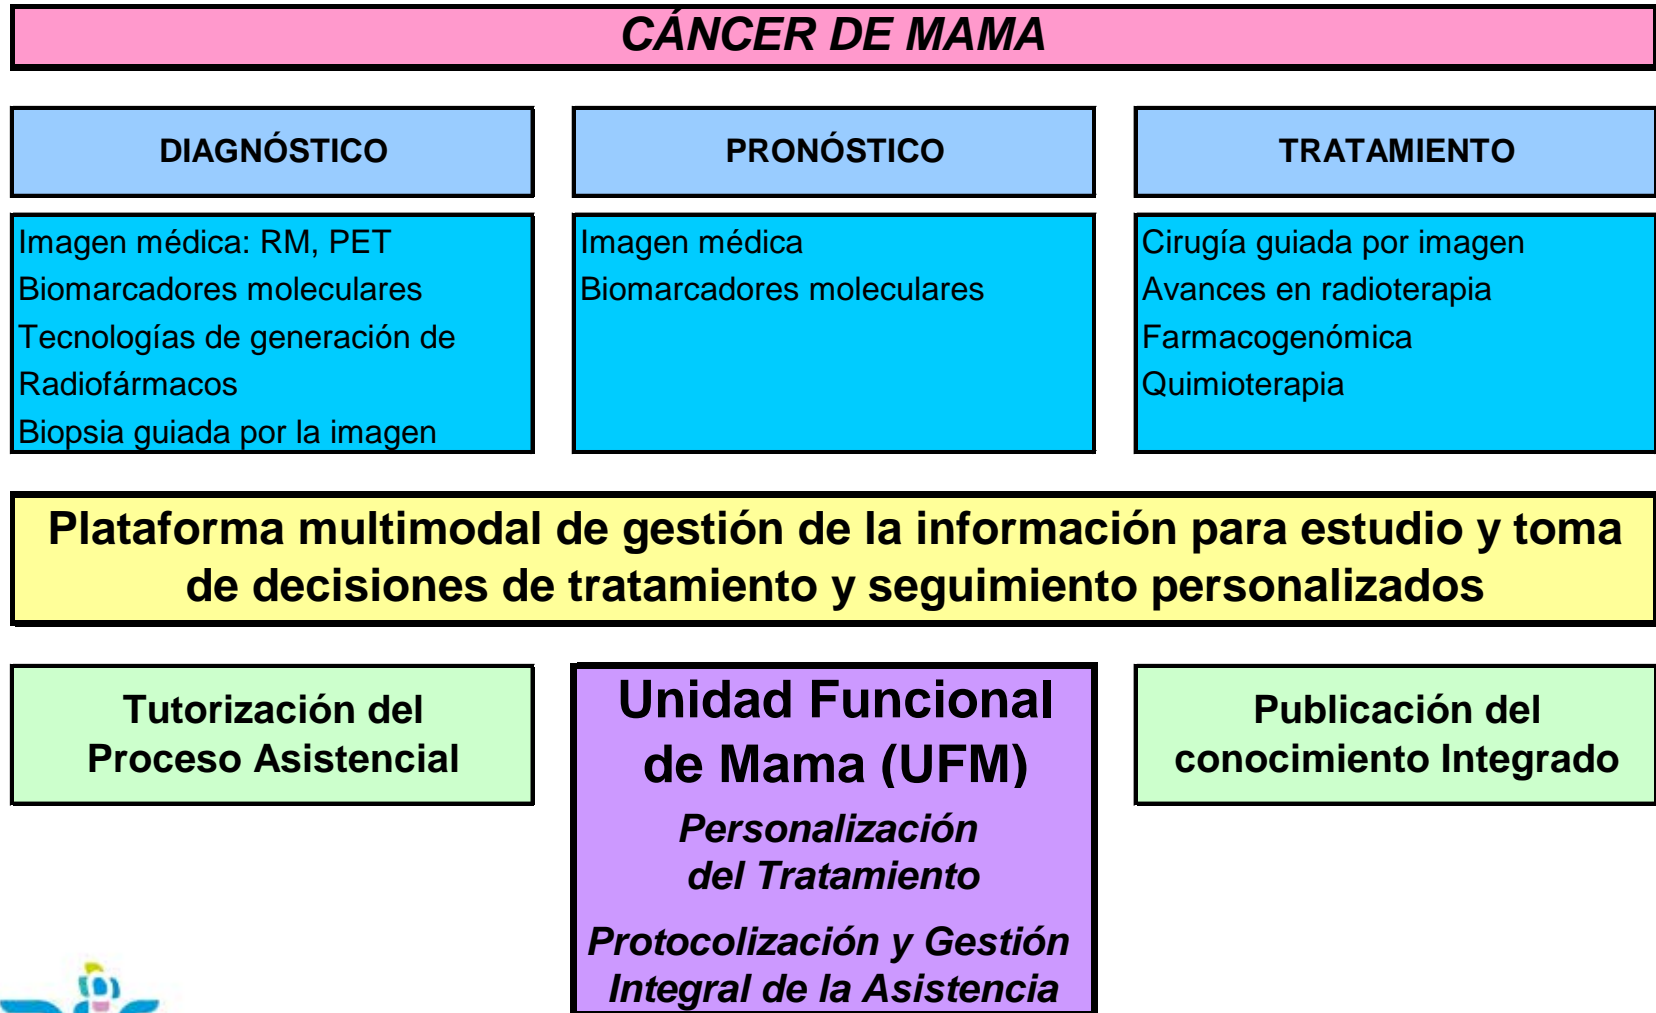 CÁNCER DE MAMA
DIAGNÓSTICO
PRONÓSTICO
TRATAMIENTO
Imagen médica: RM, PET
Biomarcadores moleculares
Tecnologías de generación de
Radiofármacos
Biopsia guiada por la imagen
Imagen médica
Biomarcadores moleculares
Cirugía guiada por imagen
Avances en radioterapia
Farmacogenómica
Quimioterapia
Plataforma multimodal de gestión de la información para estudio y toma
de decisiones de tratamiento y seguimiento personalizados
Tutorización del
Proceso Asistencial
Unidad Funcional
de Mama (UFM)
Personalización
del Tratamiento
Protocolización y Gestión
Integral de la Asistencia
Publicación del
conocimiento Integrado